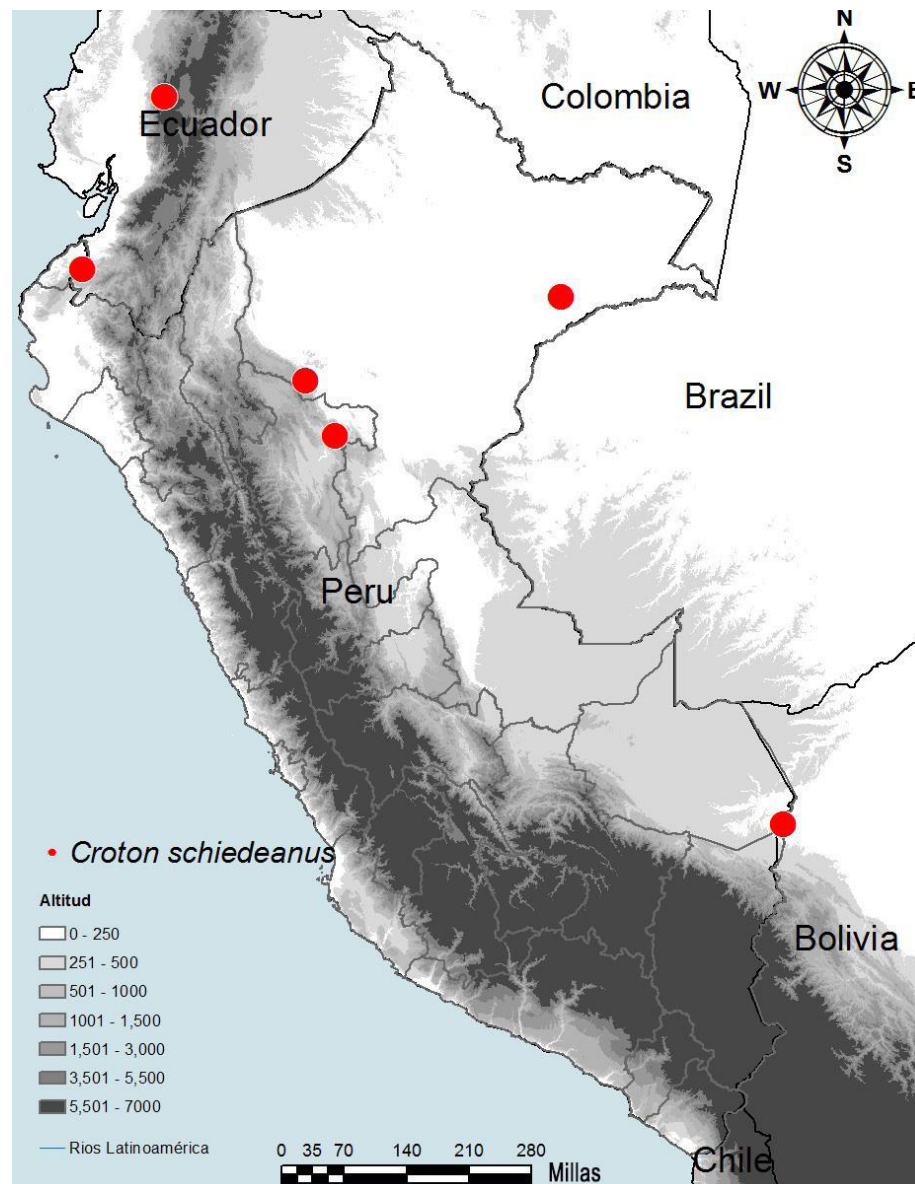 N
W
E
S
Colombia
Ecuador
Brazil
Peru
Croton schiedeanus
Altitud
0 - 250
251 - 500
501 - 1000
1001 - 1,500
1,501 - 3,000
3,501 - 5,500
5,501 - 7000
Rios Latinoamérica
Bolivia
0 35 70 140 210 280
Millas
Chile